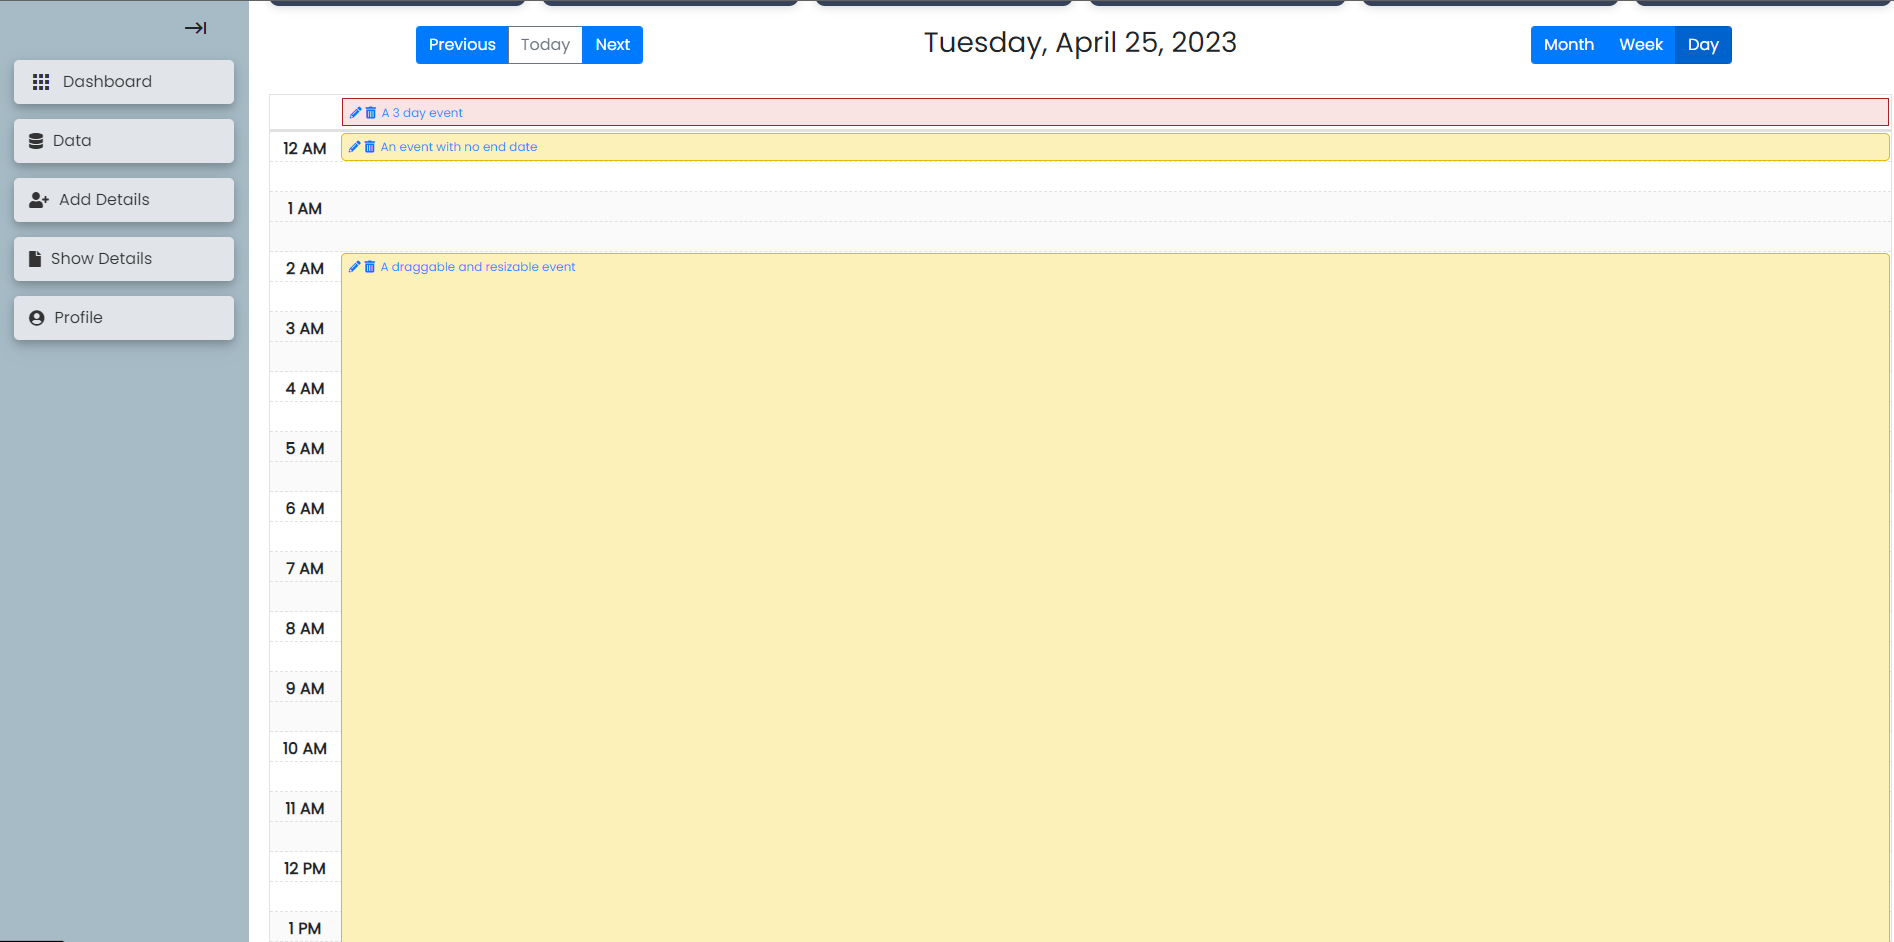 Dashboard
Data
Add Details
Show Details
Profile
Previous Today Next
Tuesday, April 25, 2023
Month Week Day
A 3 day event
12 AM An event with no end date
1 AM
2 AM A draggable and resizable event
3 AM
4 AM
5 AM
6 AM
7 AM
8 AM
9 AM
10 AM
11 AM
12 PM
1 PM